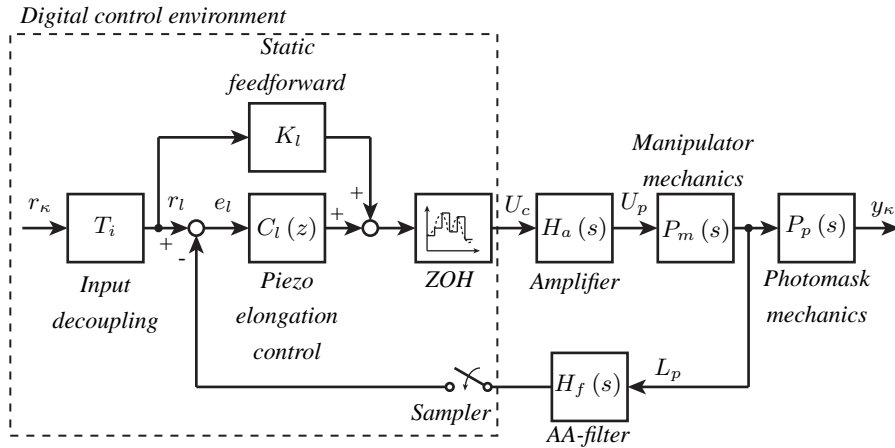 Digital control environment
Static
feedforward
K_l
Manipulator
mechanics
r_κ
T_i
r_l
e_l
C_l (z)
+
+
+
-
U_c
H_a (s)
U_p
P_m (s)
P_p (s)
y_κ
Input
decoupling
Piezo
elongation
control
ZOH
Amplifier
Photomask
mechanics
Sampler
H_f (s)
L_p
AA-filter